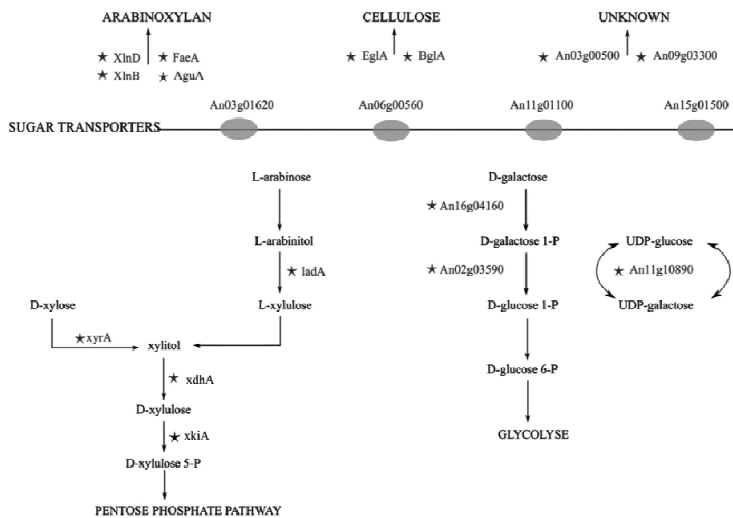 ARABINOXYLAN CELLULOSE UNKNOWN
★ XlnD ★ FaeA ★ EglA ★ BglA ★ An03g00500 ★ An09g03300
★ XlnB ★ AguA
An03g01620 An06g00560 An11g01100 An15g01500
SUGAR TRANSPORTERS
L-arabinose D-galactose
★ An16g04160
L-arabinitol D-galactose 1-P UDP-glucose
★ ladA ★ An02g03590 ★ An11g10890
D-xylose L-xylulose D-glucose 1-P UDP-galactose
★ xyrA xylitol
D-glucose 6-P
★ xdhA
D-xylulose
★ xkiA GLYCOLYSE
D-xylulose 5-P
PENTOSE PHOSPHATE PATHWAY